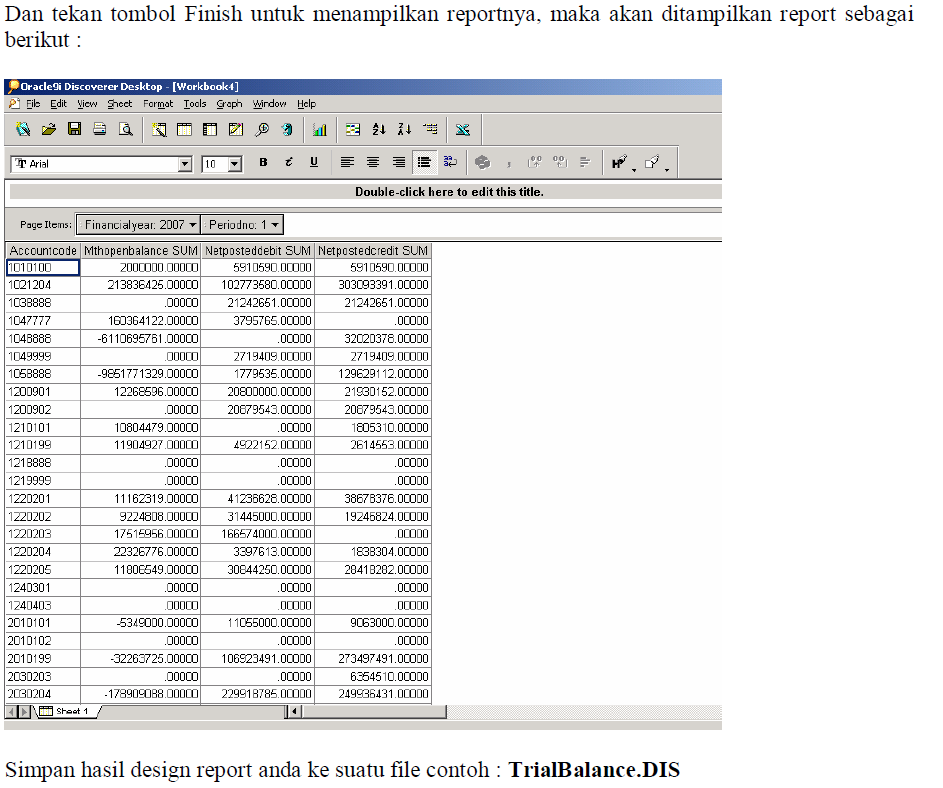 Dan tekan tombol Finish untuk menampilkan reportnya, maka akan ditampilkan report sebagai
berikut :
Oracle9i Discoverer Desktop - [Workbook4]
File Edit View Sheet Format Tools Graph Window Help
Arial 10 B U
Double-click here to edit this title.
Page Items: Financialyear: 2007 Periodno: 1
Accountcode Mthopenbalance SUM Netposteddebit SUM Netpostedcredit SUM
1010100 2000000.00000 5910590.00000 5910590.00000
1021204 213836425.00000 102773580.00000 303093391.00000
1038888 .00000 21242651.00000 21242651.00000
1047777 160364122.00000 3795765.00000 .00000
1048888 -6110695761.00000 .00000 32020378.00000
1049999 .00000 2719409.00000 2719409.00000
1058888 -9851771329.00000 1779535.00000 129629112.00000
1200901 12268596.00000 20800000.00000 21930152.00000
1200902 .00000 20879543.00000 20879543.00000
1210101 10804479.00000 .00000 1805310.00000
1210199 11904927.00000 4922152.00000 2614553.00000
1218888 .00000 .00000 .00000
1219999 .00000 .00000 .00000
1220201 11162319.00000 41236628.00000 38678376.00000
1220202 9224808.00000 31445000.00000 19246824.00000
1220203 17515956.00000 166574000.00000 .00000
1220204 22326776.00000 3397613.00000 1838304.00000
1220205 11806549.00000 30844250.00000 28418282.00000
1240301 .00000 .00000 .00000
1240403 .00000 .00000 .00000
2010101 -5349000.00000 11055000.00000 9063000.00000
2010102 .00000 .00000 .00000
2010199 -32263725.00000 106923491.00000 273497491.00000
2030203 .00000 .00000 6354510.00000
2030204 -178909088.00000 229918785.00000 249936431.00000
Sheet 1
Simpan hasil design report anda ke suatu file contoh : TrialBalance.DIS